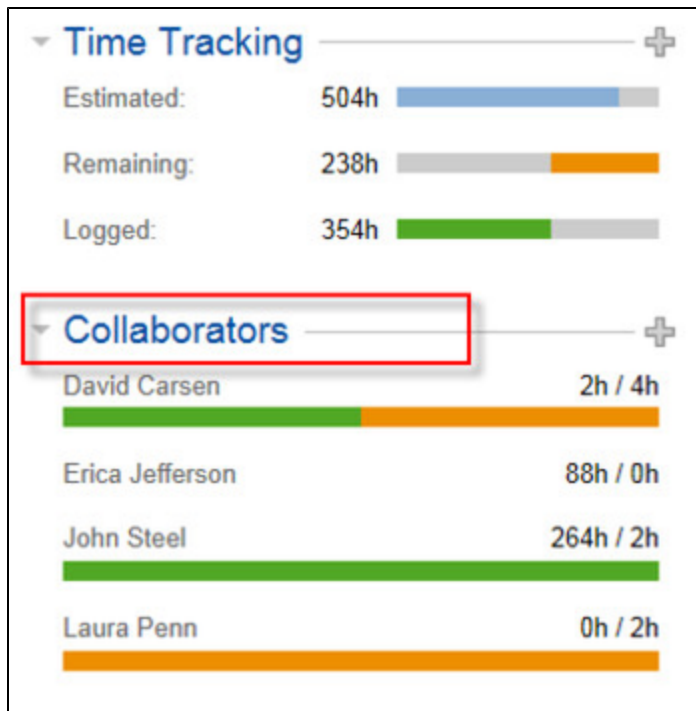 Time Tracking
Estimated: 504h
Remaining: 238h
Logged: 354h
Collaborators
David Carsen 2h / 4h
Erica Jefferson 88h / 0h
John Steel 264h / 2h
Laura Penn 0h / 2h